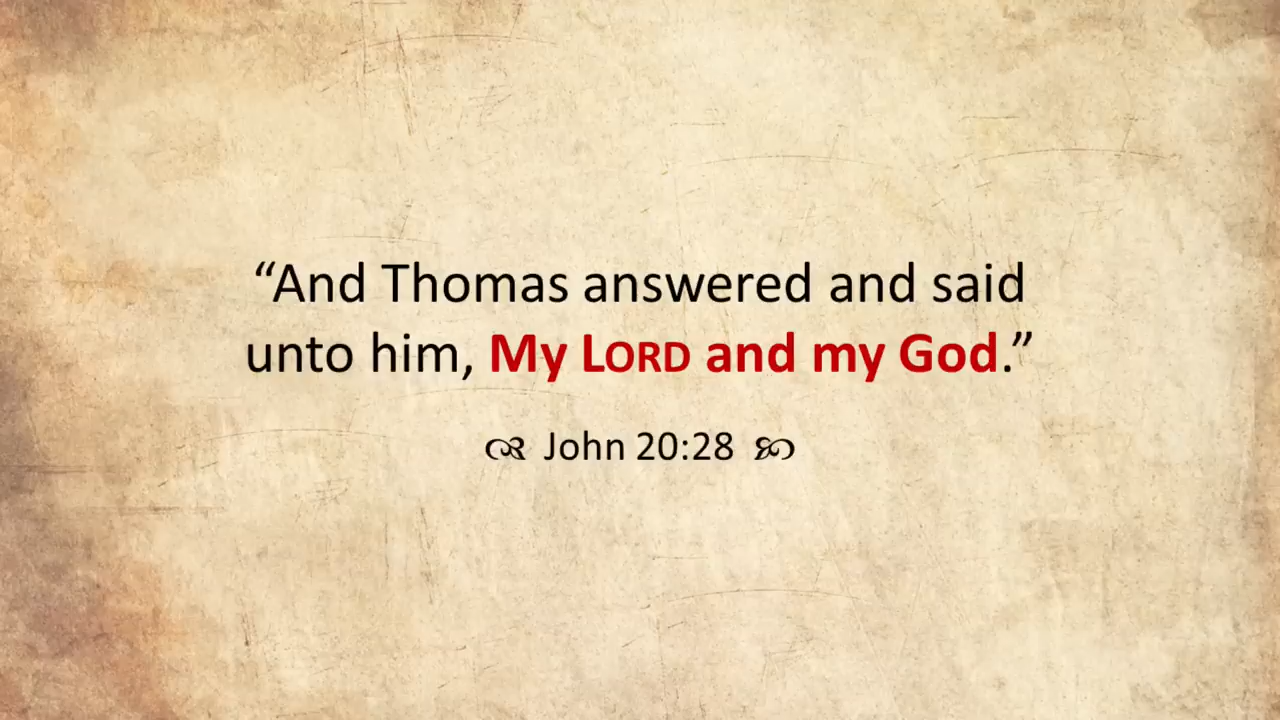 “And Thomas answered and said
unto him, My LORD and my God.”
John 20:28